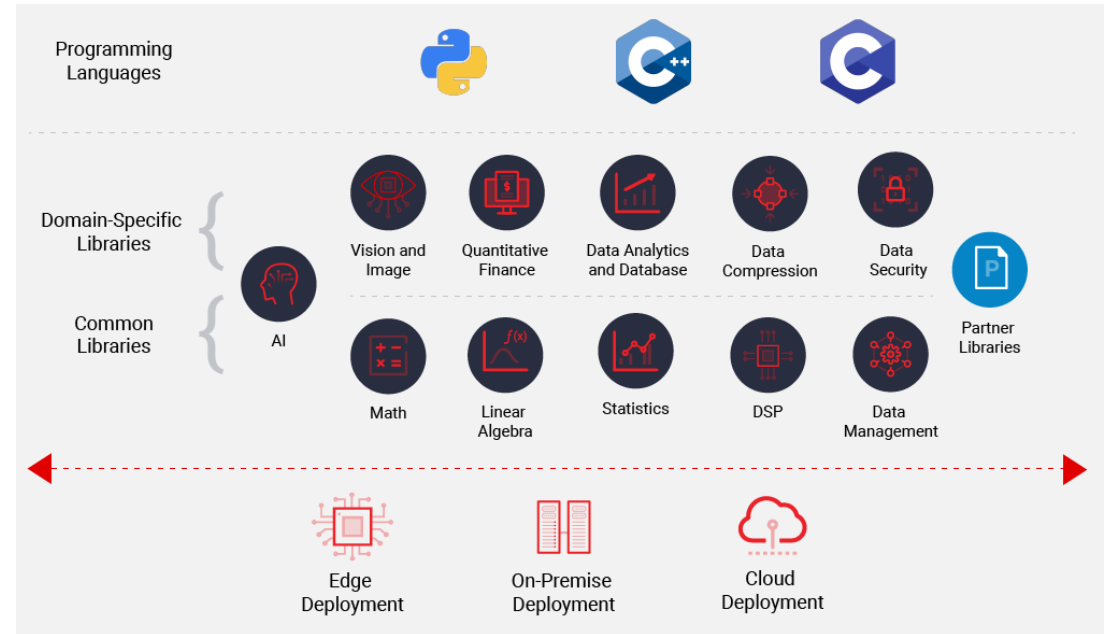 Programming
Languages
C++
C
Domain-Specific
Libraries
Vision and
Image
$
Quantitative
Finance
Data Analytics
and Database
Data
Compression
Data
Security
AI
P
Partner
Libraries
Common
Libraries
+ −
× =
Math
f(x)
Linear
Algebra
Statistics
DSP
Data
Management
Edge
Deployment
On-Premise
Deployment
Cloud
Deployment